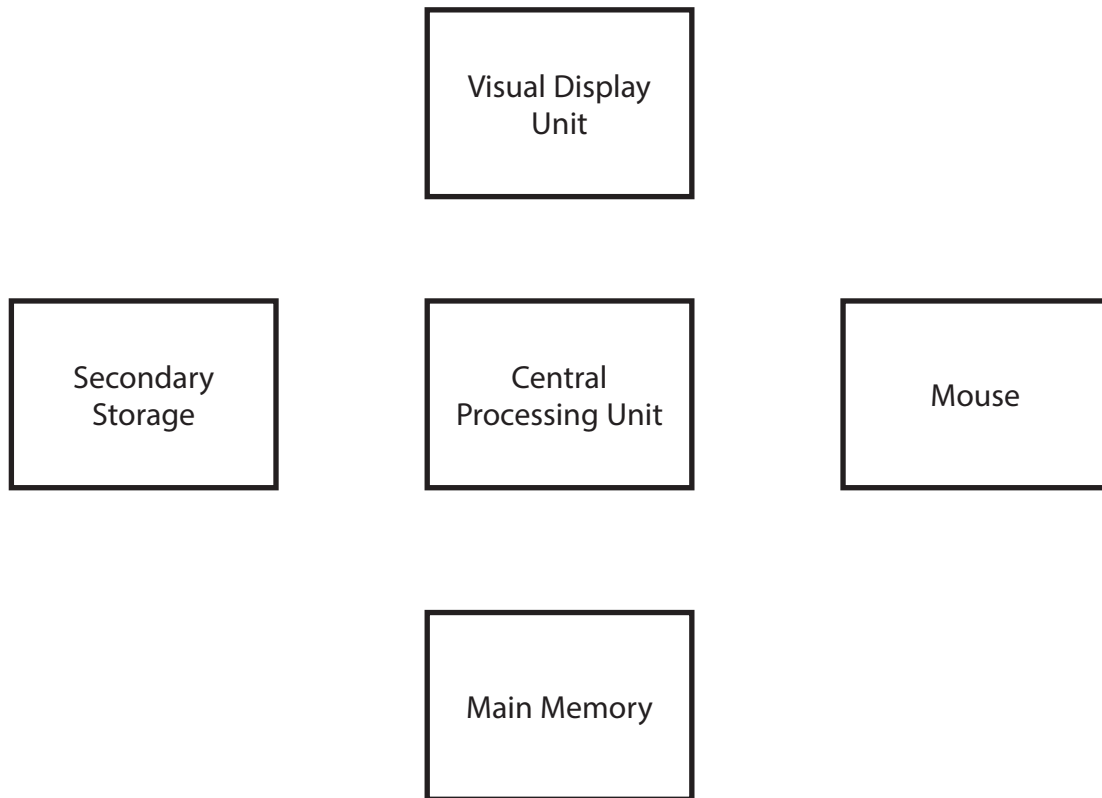 Visual Display
Unit
Secondary
Storage
Central
Processing Unit
Mouse
Main Memory